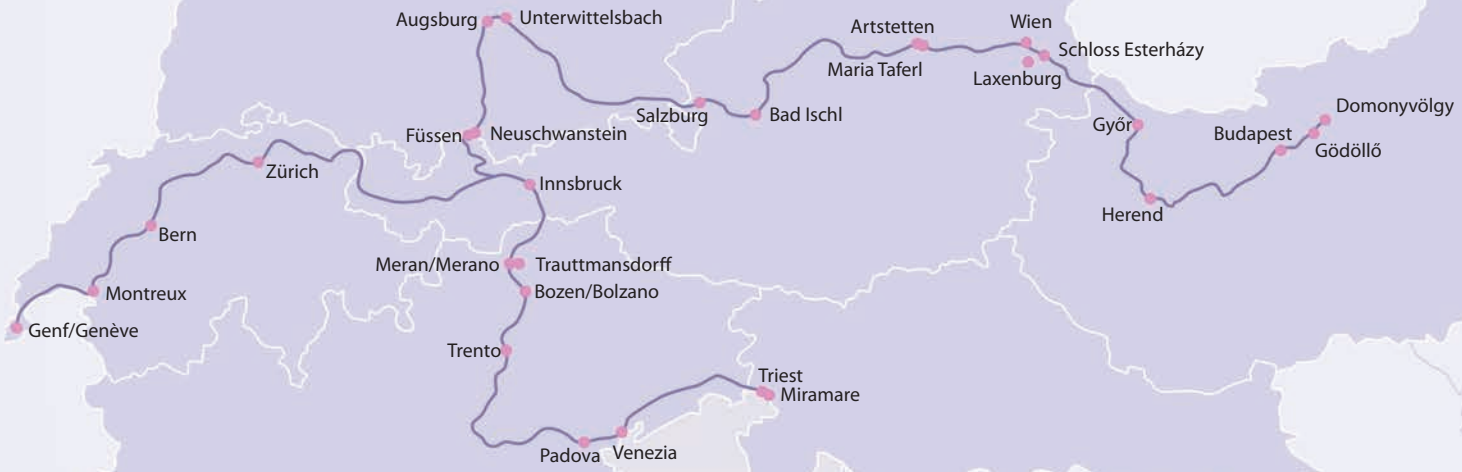 Augsburg
Unterwittelsbach
Artstetten
Wien
Schloss Esterházy
Maria Taferl
Laxenburg
Salzburg
Bad Ischl
Füssen
Neuschwanstein
Győr
Budapest
Domonyvölgy
Gödöllő
Zürich
Innsbruck
Herend
Bern
Meran/Merano
Trauttmansdorff
Montreux
Bozen/Bolzano
Genf/Genève
Trento
Triest
Miramare
Padova
Venezia